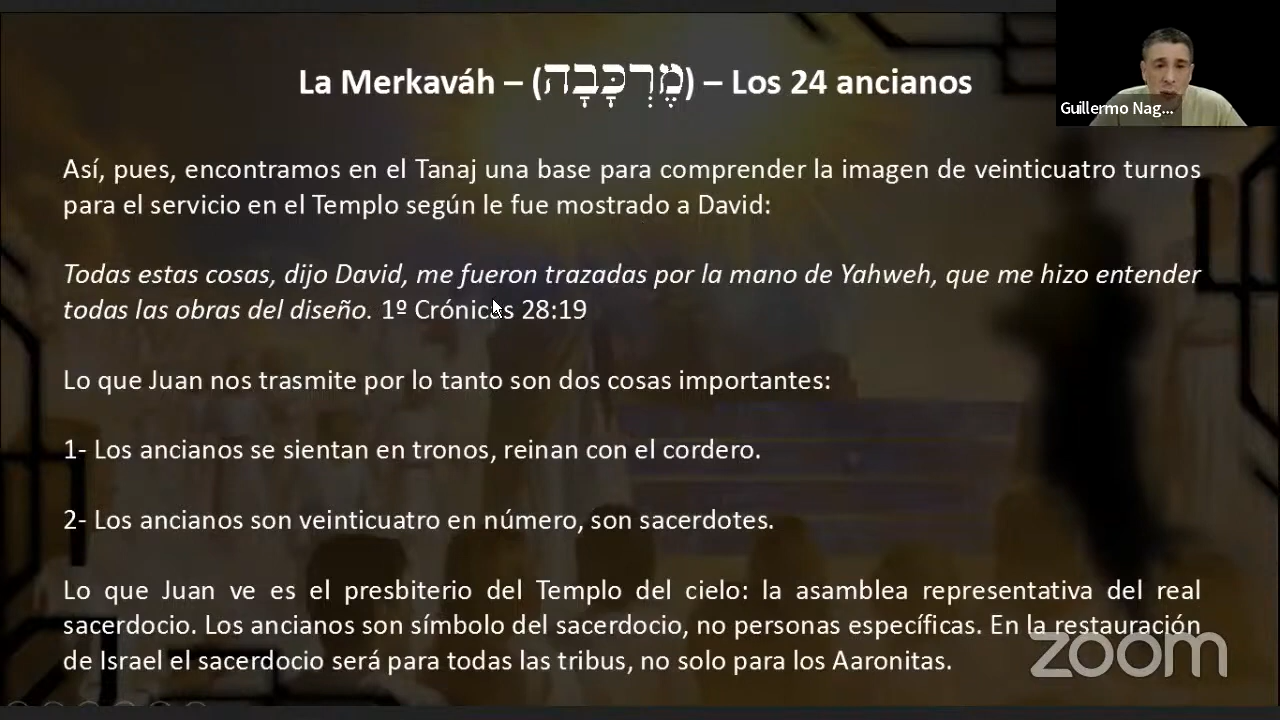 La Merkaváh – (מֶרְכָּבָה) – Los 24 ancianos
Guillermo Nag...
Así, pues, encontramos en el Tanaj una base para comprender la imagen de veinticuatro turnos
para el servicio en el Templo según le fue mostrado a David:
Todas estas cosas, dijo David, me fueron trazadas por la mano de Yahweh, que me hizo entender
todas las obras del diseño. 1º Crónicas 28:19
Lo que Juan nos trasmite por lo tanto son dos cosas importantes:
1- Los ancianos se sientan en tronos, reinan con el cordero.
2- Los ancianos son veinticuatro en número, son sacerdotes.
Lo que Juan ve es el presbiterio del Templo del cielo: la asamblea representativa del real
sacerdocio. Los ancianos son símbolo del sacerdocio, no personas específicas. En la restauración
de Israel el sacerdocio será para todas las tribus, no solo para los Aaronitas.
zoom